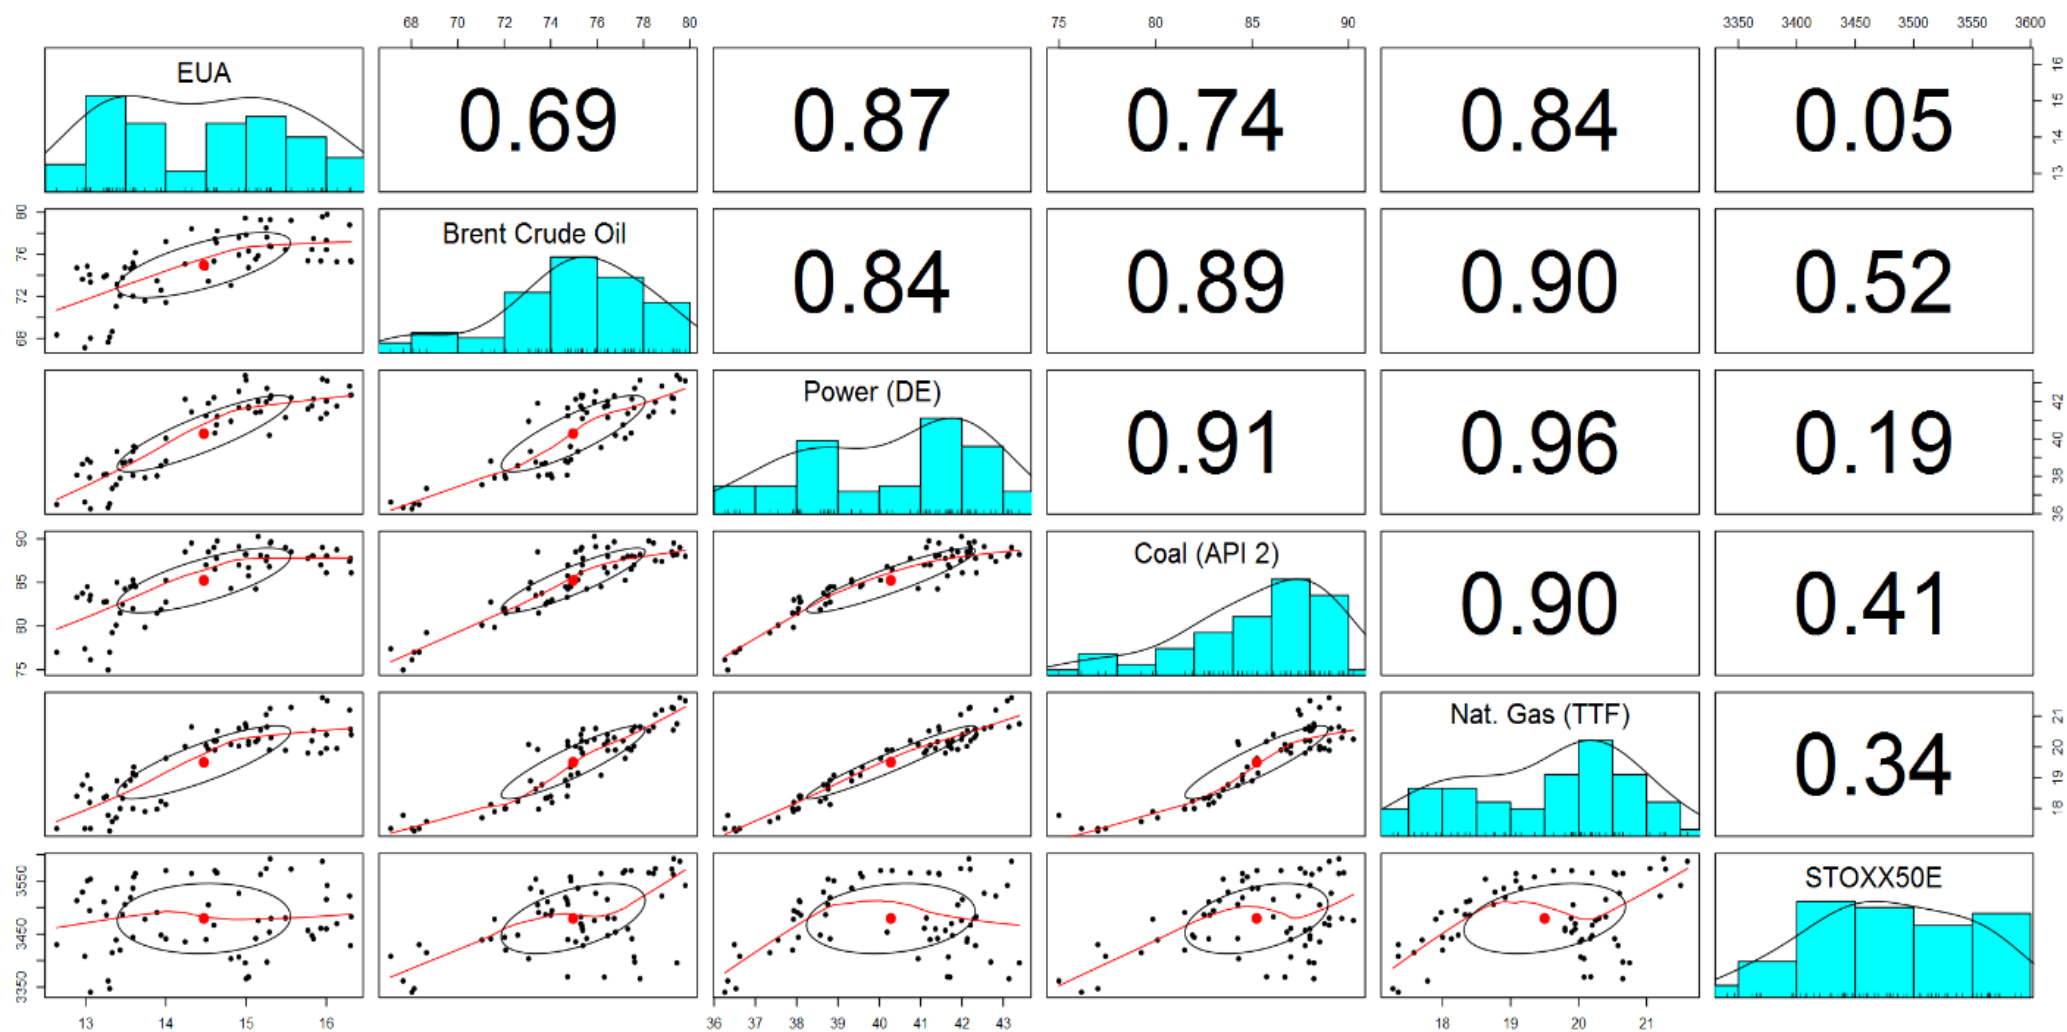 68 70 72 74 76 78 80 75 80 85 90 3350 3400 3450 3500 3550 3600
EUA 0.69 0.87 0.74 0.84 0.05
16
15
14
13
Brent Crude Oil 0.84 0.89 0.90 0.52
80
76
72
68
Power (DE) 0.91 0.96 0.19
42
40
38
36
Coal (API 2) 0.90 0.41
90
85
80
75
Nat. Gas (TTF) 0.34
21
20
19
18
STOXX50E
3550
3450
3350
13 14 15 16 36 37 38 39 40 41 42 43 18 19 20 21